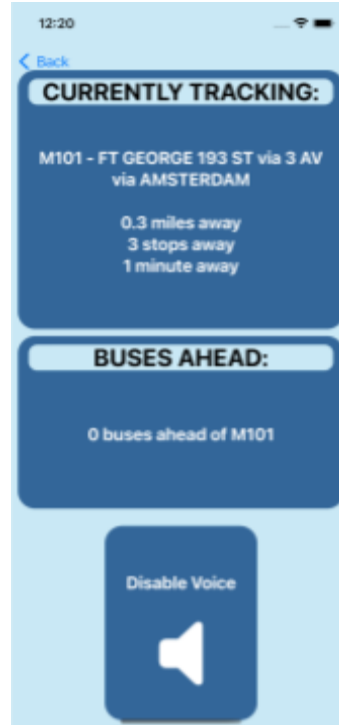 12:20
Back
CURRENTLY TRACKING:
M101 - FT GEORGE 193 ST via 3 AV
via AMSTERDAM
0.3 miles away
3 stops away
1 minute away
BUSES AHEAD:
0 buses ahead of M101
Disable Voice